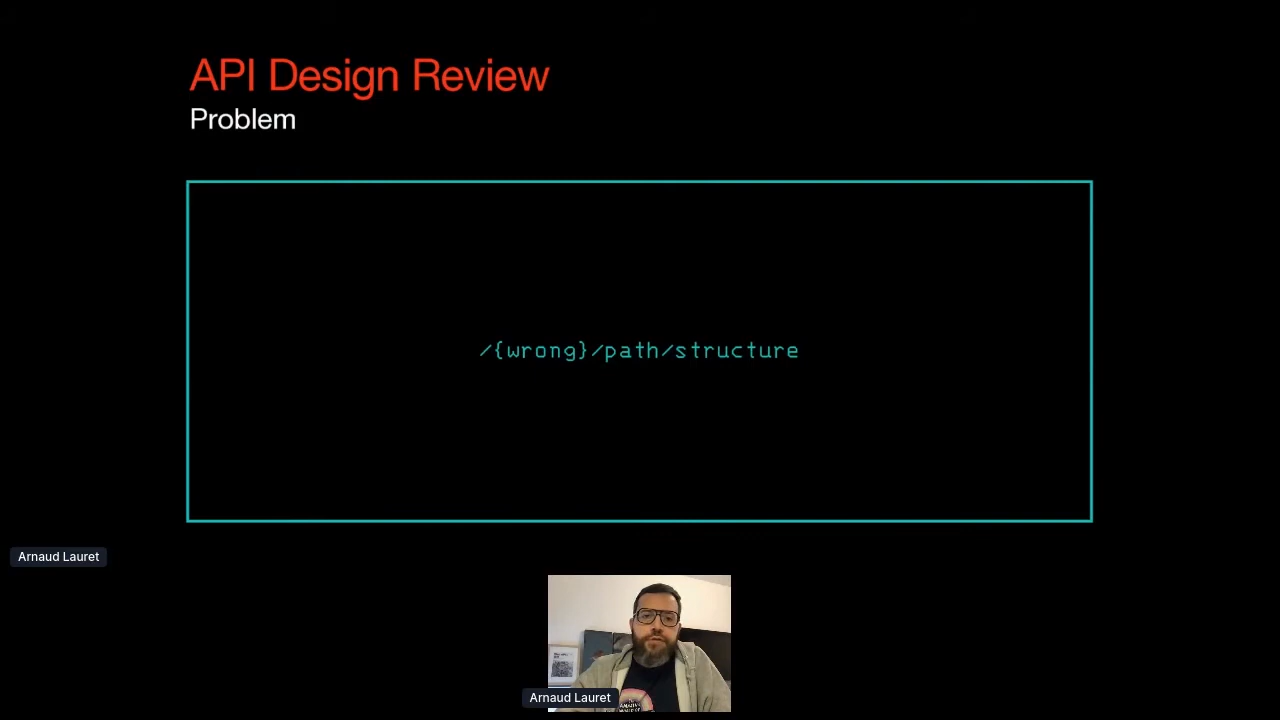 API Design Review
Problem
/{wrong}/path/structure
Arnaud Lauret
Arnaud Lauret